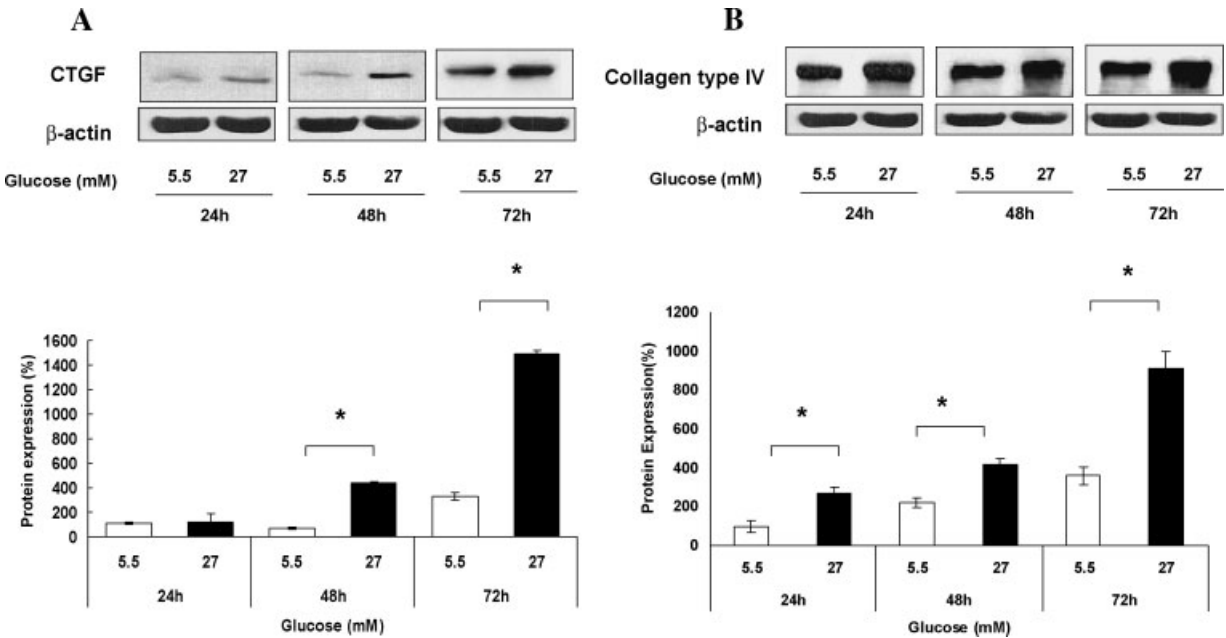 A
CTGF
β-actin
Glucose (mM) 5.5 27 5.5 27 5.5 27
24h 48h 72h
*
*
Protein expression (%)
1600
1400
1200
1000
800
600
400
200
0
5.5 27 5.5 27 5.5 27
24h 48h 72h
Glucose (mM)
B
Collagen type IV
β-actin
Glucose (mM) 5.5 27 5.5 27 5.5 27
24h 48h 72h
*
*
*
Protein Expression(%)
1200
1000
800
600
400
200
0
5.5 27 5.5 27 5.5 27
24h 48h 72h
Glucose (mM)